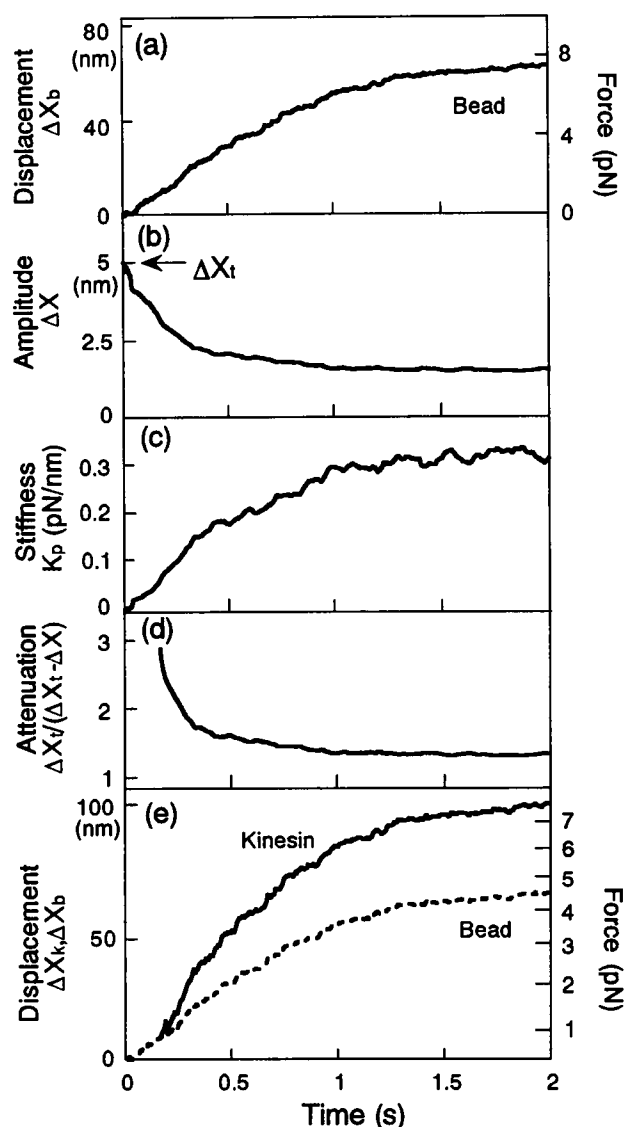 (a)
80
(nm)
40
0
Displacement
ΔXb
Bead
8
4
0
Force (pN)
(b)
5
(nm)
2.5
0
Amplitude
ΔX
ΔXt
(c)
0.3
0.2
0.1
0
Stiffness
Kp (pN/nm)
(d)
3
2
1
Attenuation
ΔXt/(ΔXt-ΔX)
(e)
100
(nm)
50
0
Displacement
ΔXk,ΔXb
Kinesin
Bead
7
6
5
4
3
2
1
Force (pN)
0
0.5
1
1.5
2
Time (s)